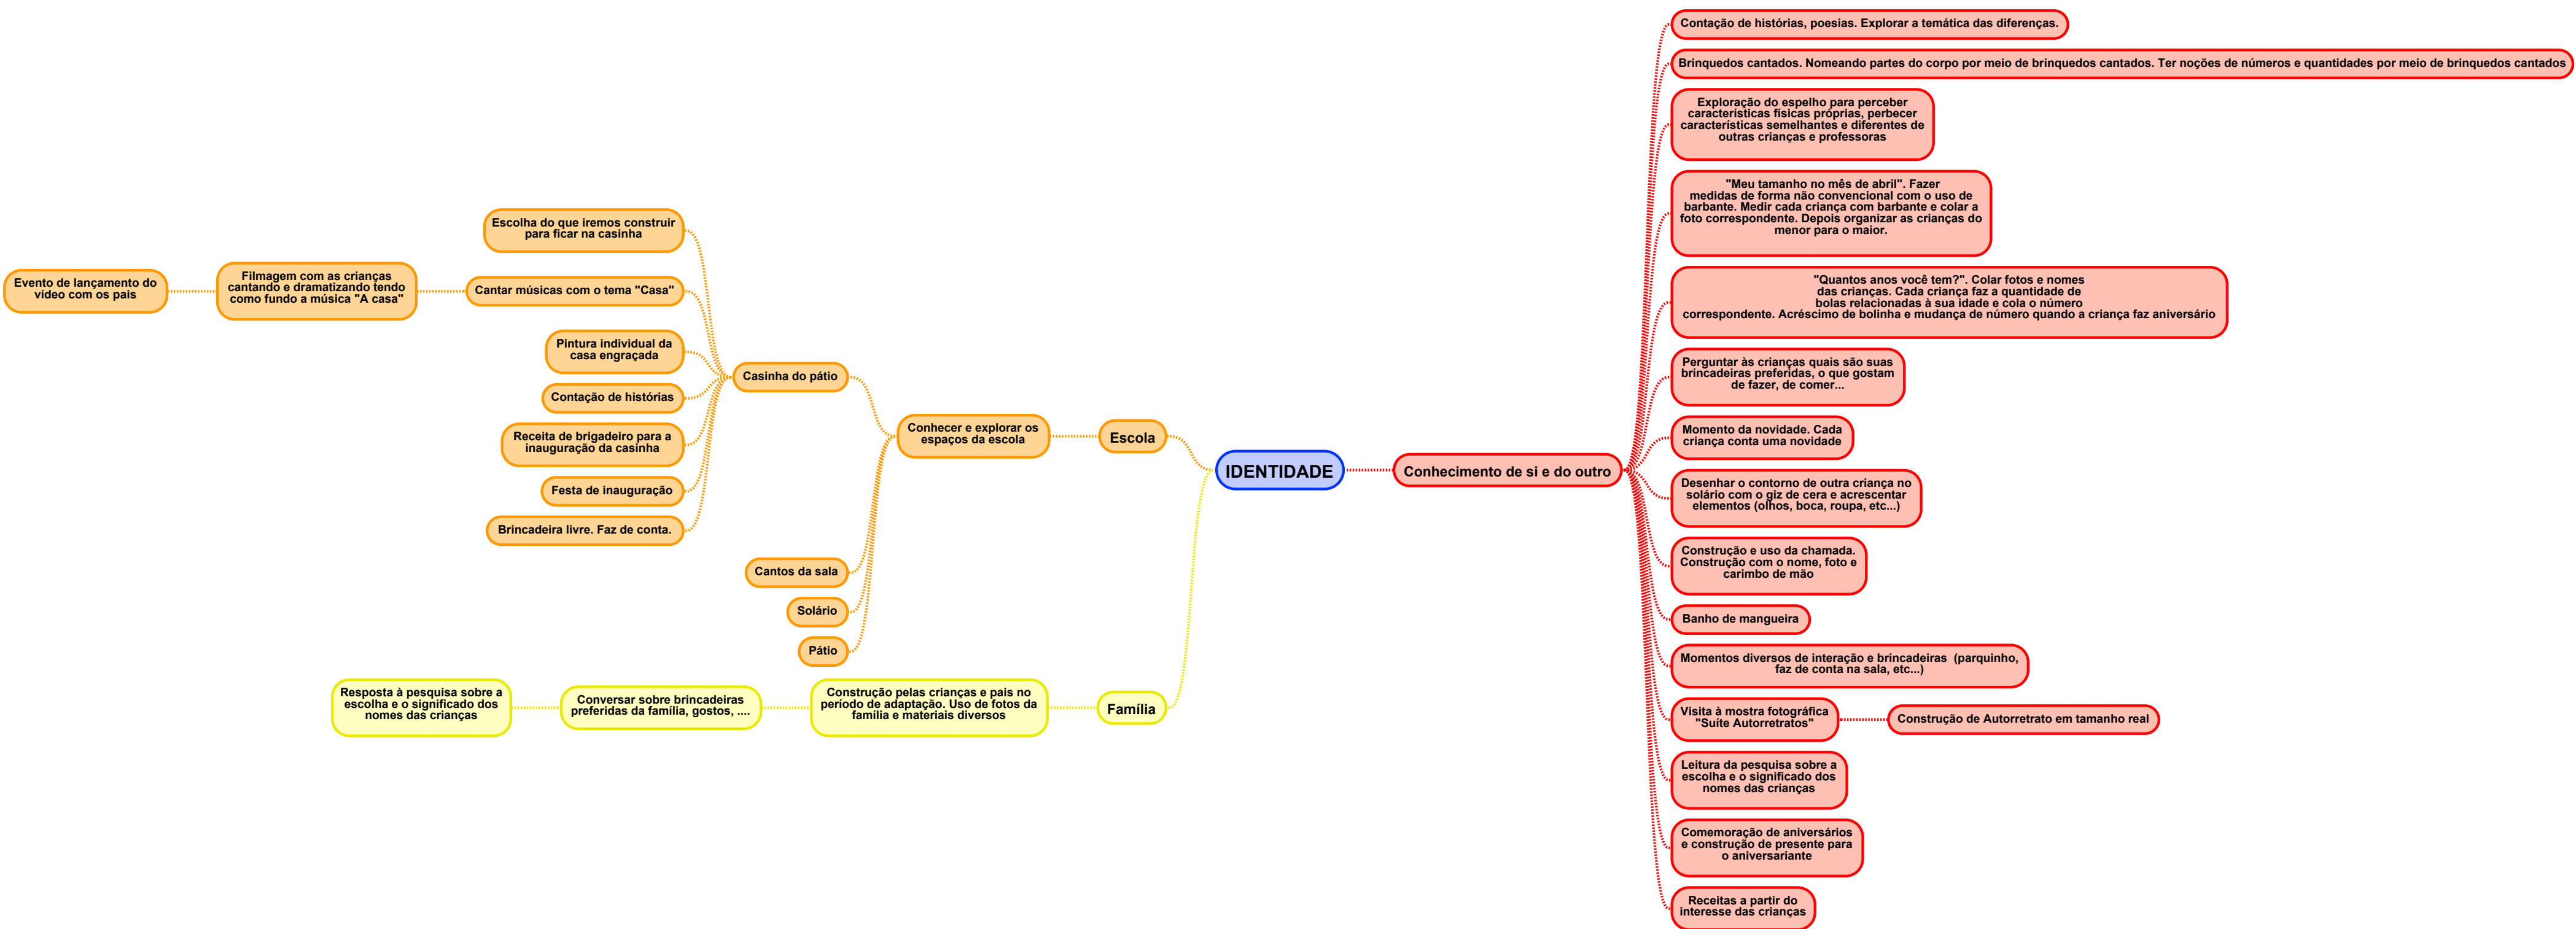 Contação de histórias, poesias. Explorar a temática das diferenças.
Brinquedos cantados. Nomeando partes do corpo por meio de brinquedos cantados. Ter noções de números e quantidades por meio de brinquedos cantados
Exploração do espelho para perceber
características físicas próprias, perbecer
características semelhantes e diferentes de
outras crianças e professoras
"Meu tamanho no mês de abril". Fazer
medidas de forma não convencional com o uso de
barbante. Medir cada criança com barbante e colar a
foto correspondente. Depois organizar as crianças do
menor para o maior.
"Quantos anos você tem?". Colar fotos e nomes
das crianças. Cada criança faz a quantidade de
bolas relacionadas à sua idade e cola o número
correspondente. Acréscimo de bolinha e mudança de número quando a criança faz aniversário
Perguntar às crianças quais são suas
brincadeiras preferidas, o que gostam
de fazer, de comer...
Momento da novidade. Cada
criança conta uma novidade
Desenhar o contorno de outra criança no
solário com o giz de cera e acrescentar
elementos (olhos, boca, roupa, etc...)
Construção e uso da chamada.
Construção com o nome, foto e
carimbo de mão
Banho de mangueira
Momentos diversos de interação e brincadeiras  (parquinho,
faz de conta na sala, etc...)
Visita à mostra fotográfica
"Suíte Autorretratos"
Construção de Autorretrato em tamanho real
Leitura da pesquisa sobre a
escolha e o significado dos
nomes das crianças
Comemoração de aniversários
e construção de presente para
o aniversariante
Receitas a partir do
interesse das crianças
Conhecimento de si e do outro
IDENTIDADE
Escola
Conhecer e explorar os
espaços da escola
Casinha do pátio
Escolha do que iremos construir
para ficar na casinha
Cantar músicas com o tema "Casa"
Filmagem com as crianças
cantando e dramatizando tendo
como fundo a música "A casa"
Evento de lançamento do
vídeo com os pais
Pintura individual da
casa engraçada
Contação de histórias
Receita de brigadeiro para a
inauguração da casinha
Festa de inauguração
Brincadeira livre. Faz de conta.
Cantos da sala
Solário
Pátio
Família
Construção pelas crianças e pais no
período de adaptação. Uso de fotos da
família e materiais diversos
Conversar sobre brincadeiras
preferidas da família, gostos, ....
Resposta à pesquisa sobre a
escolha e o significado dos
nomes das crianças